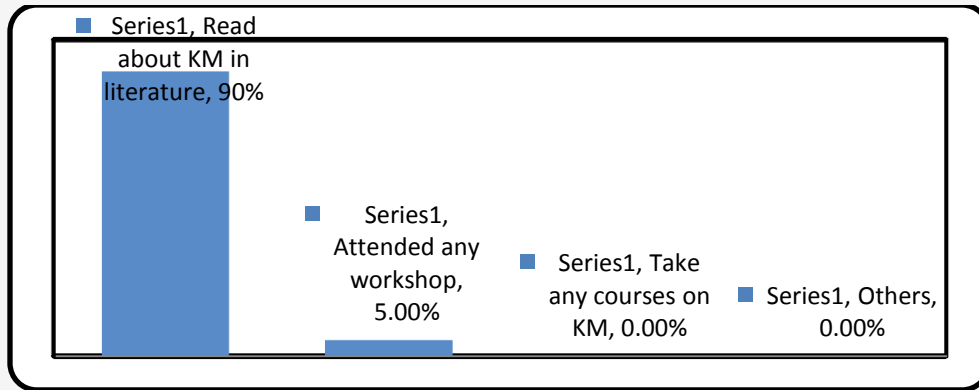 Series1, Read
about KM in
literature, 90%
Series1,
Attended any
workshop,
5.00%
Series1, Take
any courses on
KM, 0.00%
Series1, Others,
0.00%